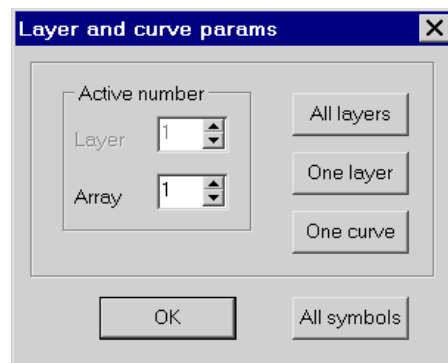 Layer and curve params
Active number
Layer 1
Array 1
All layers
One layer
One curve
OK
All symbols